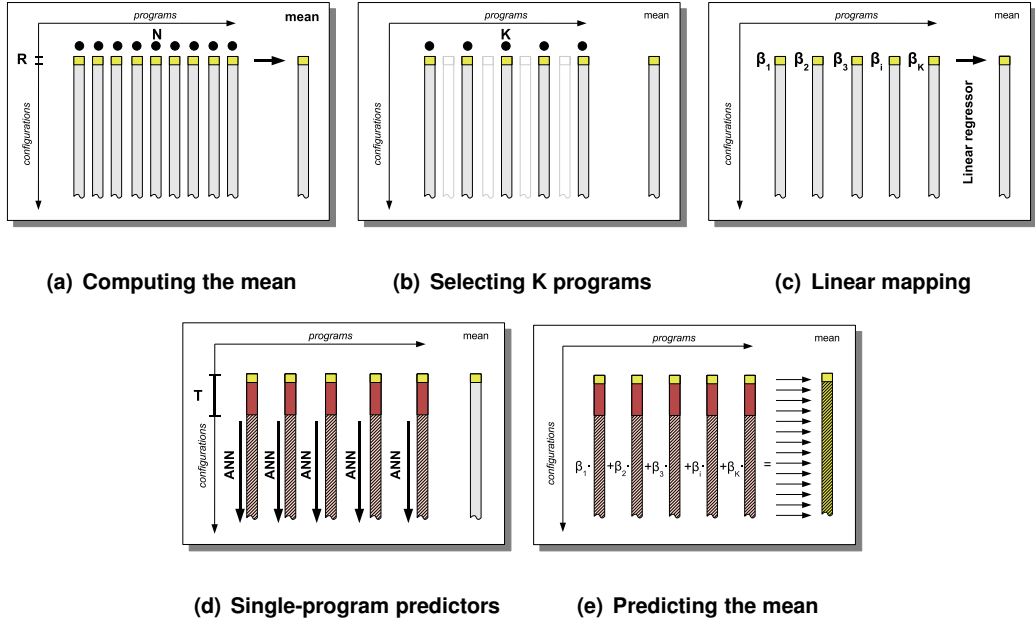 programs
mean
N
R
configurations
(a) Computing the mean
programs
mean
K
configurations
(b) Selecting K programs
programs
mean
β1 β2 β3 βi βK
configurations
Linear regressor
(c) Linear mapping
programs
mean
T
configurations
ANN ANN ANN ANN ANN
(d) Single-program predictors
programs
mean
configurations
β1· +β2· +β3· +βi· +βK· =
(e) Predicting the mean